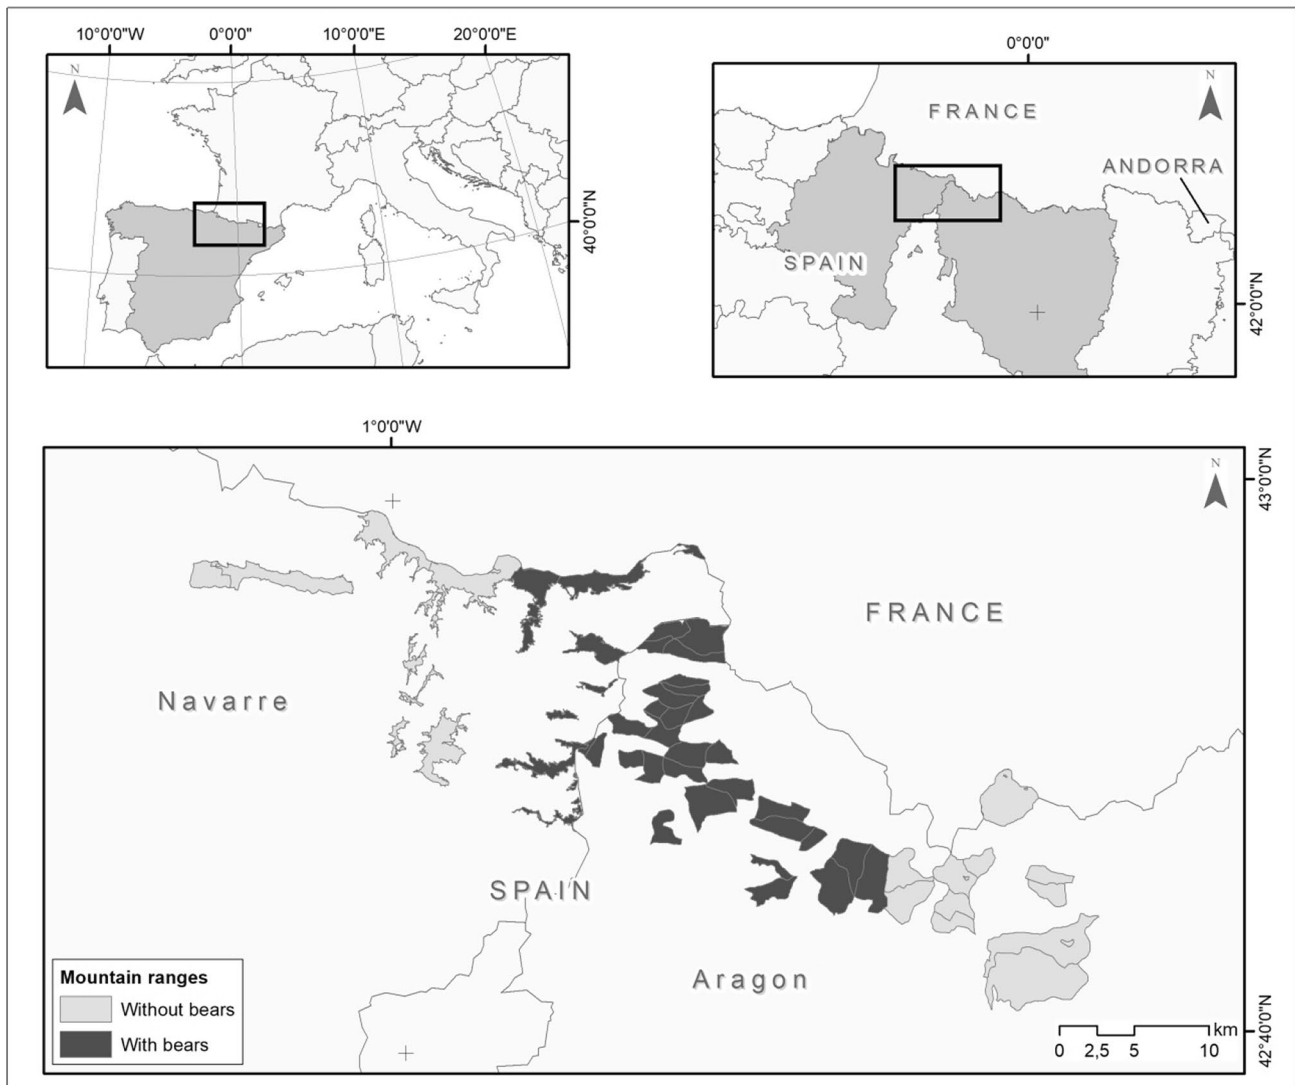 10°0'0"W 0°0'0" 10°0'0"E 20°0'0"E
N
40°0'0"N
0°0'0"
N
FRANCE
ANDORRA
SPAIN
42°0'0"N
1°0'0"W
43°0'0"N
N
FRANCE
Navarre
SPAIN
Aragon
Mountain ranges
Without bears
With bears
km
0 2,5 5 10
42°40'0"N